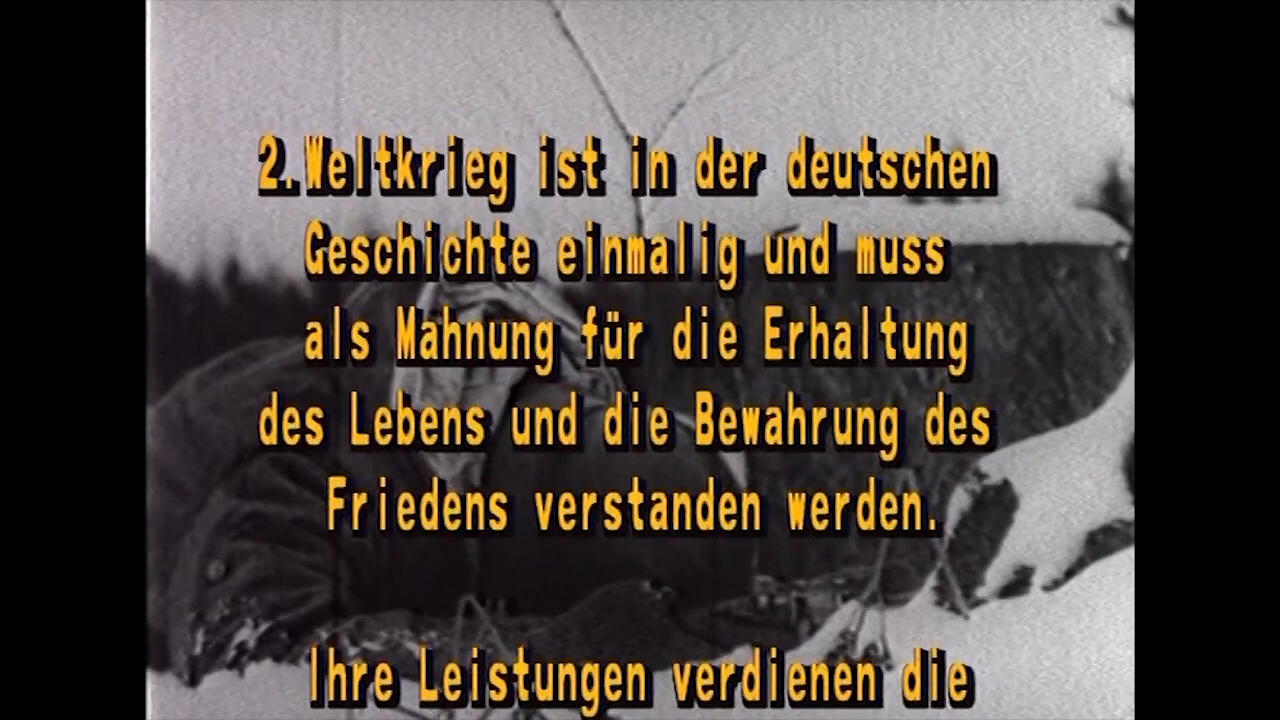 2.Weltkrieg ist in der deutschen
Geschichte einmalig und muss
als Mahnung für die Erhaltung
des Lebens und die Bewahrung des
Friedens verstanden werden.
Ihre Leistungen verdienen die